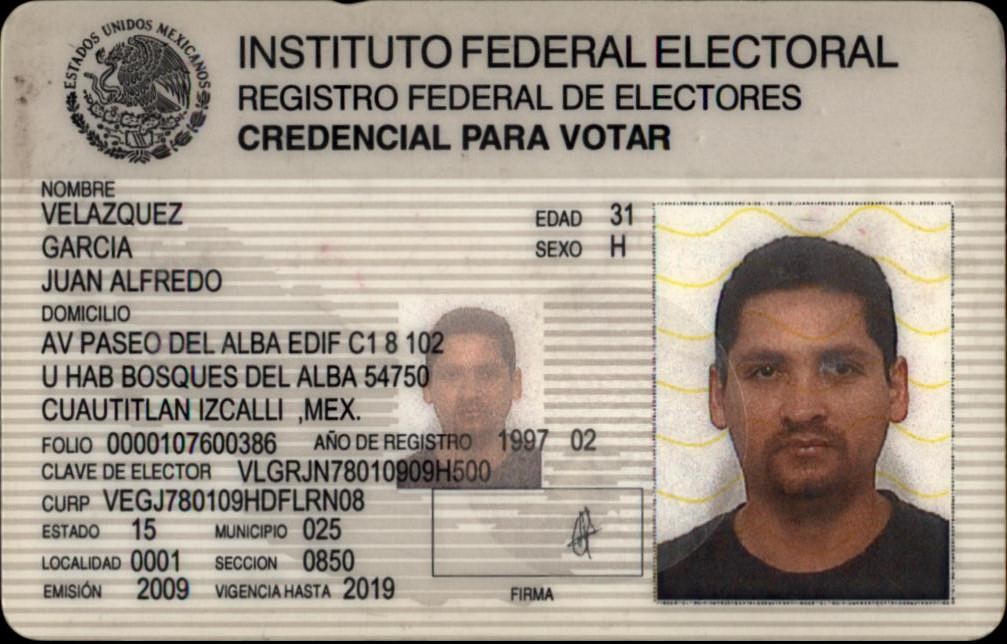 ESTADOS UNIDOS MEXICANOS
INSTITUTO FEDERAL ELECTORAL
REGISTRO FEDERAL DE ELECTORES
CREDENCIAL PARA VOTAR
NOMBRE
VELAZQUEZ
GARCIA
JUAN ALFREDO
EDAD 31
SEXO H
DOMICILIO
AV PASEO DEL ALBA EDIF C1 8 102
U HAB BOSQUES DEL ALBA 54750
CUAUTITLAN IZCALLI ,MEX.
FOLIO 0000107600386 AÑO DE REGISTRO 1997 02
CLAVE DE ELECTOR VLGRJN78010909H500
CURP VEGJ780109HDFLRN08
ESTADO 15 MUNICIPIO 025
LOCALIDAD 0001 SECCION 0850
EMISIÓN 2009 VIGENCIA HASTA 2019
FIRMA